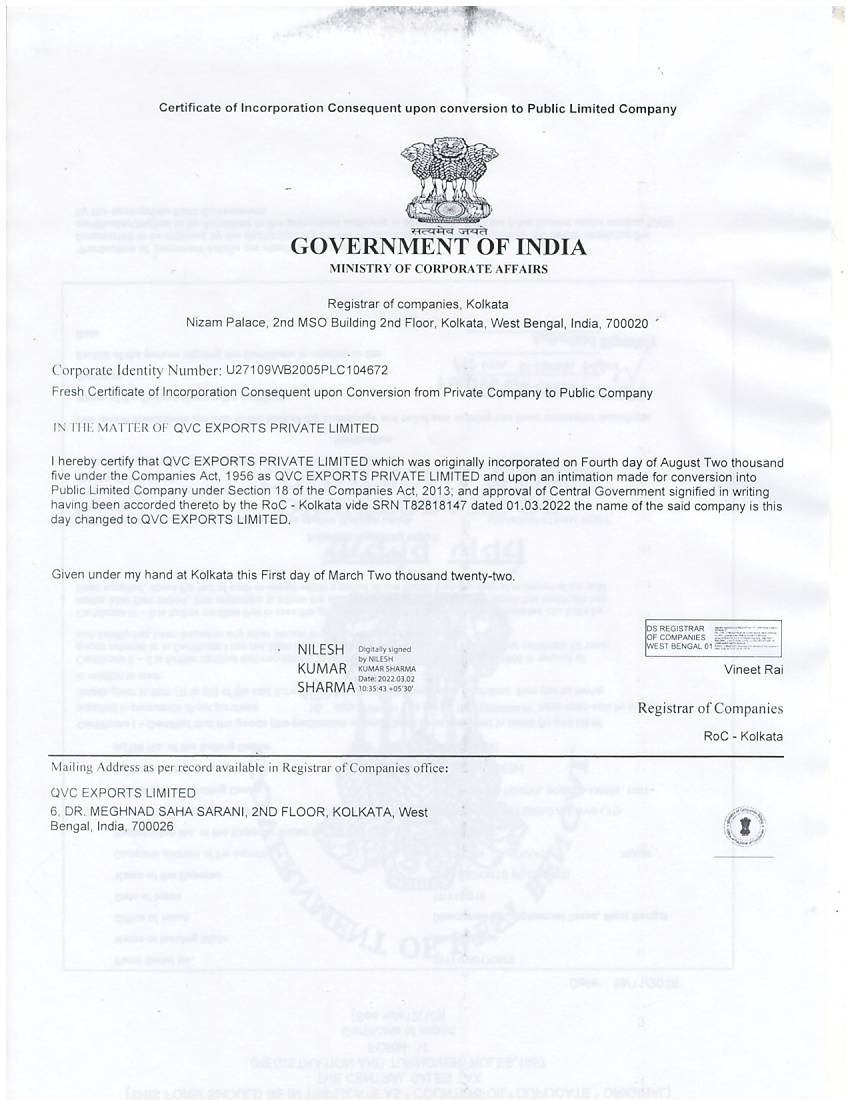 Certificate of Incorporation Consequent upon conversion to Public Limited Company
सत्यमेव जयते
GOVERNMENT OF INDIA
MINISTRY OF CORPORATE AFFAIRS
Registrar of companies, Kolkata
Nizam Palace, 2nd MSO Building 2nd Floor, Kolkata, West Bengal, India, 700020
Corporate Identity Number: U27109WB2005PLC104672
Fresh Certificate of Incorporation Consequent upon Conversion from Private Company to Public Company
IN THE MATTER OF QVC EXPORTS PRIVATE LIMITED
I hereby certify that QVC EXPORTS PRIVATE LIMITED which was originally incorporated on Fourth day of August Two thousand
five under the Companies Act, 1956 as QVC EXPORTS PRIVATE LIMITED and upon an intimation made for conversion into
Public Limited Company under Section 18 of the Companies Act, 2013; and approval of Central Government signified in writing
having been accorded thereto by the RoC - Kolkata vide SRN T82818147 dated 01.03.2022 the name of the said company is this
day changed to QVC EXPORTS LIMITED.
Given under my hand at Kolkata this First day of March Two thousand twenty-two.
NILESH
KUMAR
SHARMA
Digitally signed
by NILESH
KUMAR SHARMA
Date: 2022.03.02
10:35:43 +05'30'
DS REGISTRAR
OF COMPANIES
WEST BENGAL 01
Vineet Rai
Registrar of Companies
RoC - Kolkata
Mailing Address as per record available in Registrar of Companies office:
QVC EXPORTS LIMITED
6, DR. MEGHNAD SAHA SARANI, 2ND FLOOR, KOLKATA, West
Bengal, India, 700026